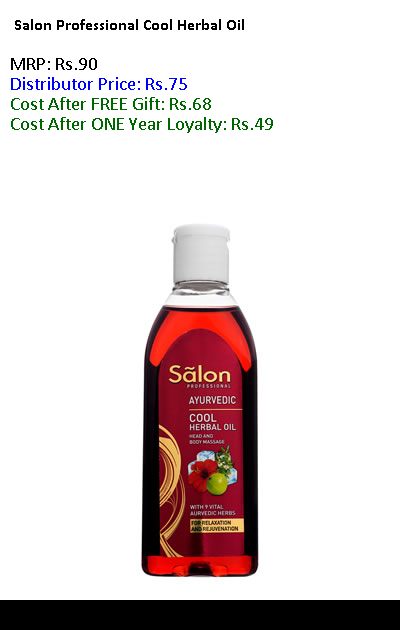 Salon Professional Cool Herbal Oil
MRP: Rs.90
Distributor Price: Rs.75
Cost After FREE Gift: Rs.68
Cost After ONE Year Loyalty: Rs.49
Sãlon
PROFESSIONAL
AYURVEDIC
COOL
HERBAL OIL
HEAD AND
BODY MASSAGE
WITH 9 VITAL
AURVEDIC HERBS
FOR RELAXATION
AND REJUVENATION